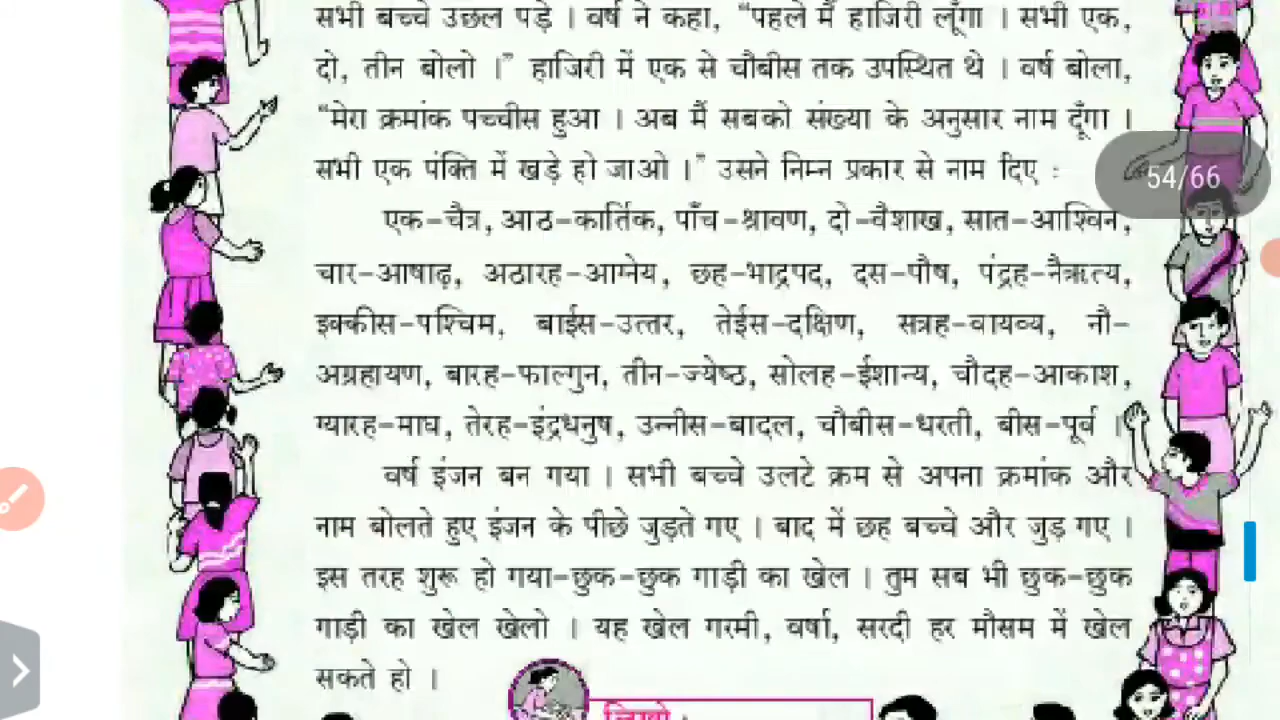 सभी बच्चे उछल पड़े । वर्ष ने कहा, “पहले मैं हाजिरी लूँगा । सभी एक,
दो, तीन बोलो ।” हाजिरी में एक से चौबीस तक उपस्थित थे । वर्ष बोला,
“मेरा क्रमांक पच्चीस हुआ । अब मैं सबको संख्या के अनुसार नाम दूँगा ।
सभी एक पंक्ति में खड़े हो जाओ ।” उसने निम्न प्रकार से नाम दिए :
54/66
एक-चैत्र, आठ-कार्तिक, पाँच-श्रावण, दो-वैशाख, सात-आश्विन,
चार-आषाढ़, अठारह-आग्नेय, छह-भाद्रपद, दस-पौष, पंद्रह-नैऋत्य,
इक्कीस-पश्चिम, बाईस-उत्तर, तेईस-दक्षिण, सत्रह-वायव्य, नौ-
अग्रहायण, बारह-फाल्गुन, तीन-ज्येष्ठ, सोलह-ईशान्य, चौदह-आकाश,
ग्यारह-माघ, तेरह-इंद्रधनुष, उन्नीस-बादल, चौबीस-धरती, बीस-पूर्व ।
वर्ष इंजन बन गया । सभी बच्चे उलटे क्रम से अपना क्रमांक और
नाम बोलते हुए इंजन के पीछे जुड़ते गए । बाद में छह बच्चे और जुड़ गए ।
इस तरह शुरू हो गया-छुक-छुक गाड़ी का खेल । तुम सब भी छुक-छुक
गाड़ी का खेल खेलो । यह खेल गरमी, वर्षा, सरदी हर मौसम में खेल
सकते हो ।
लिखो :